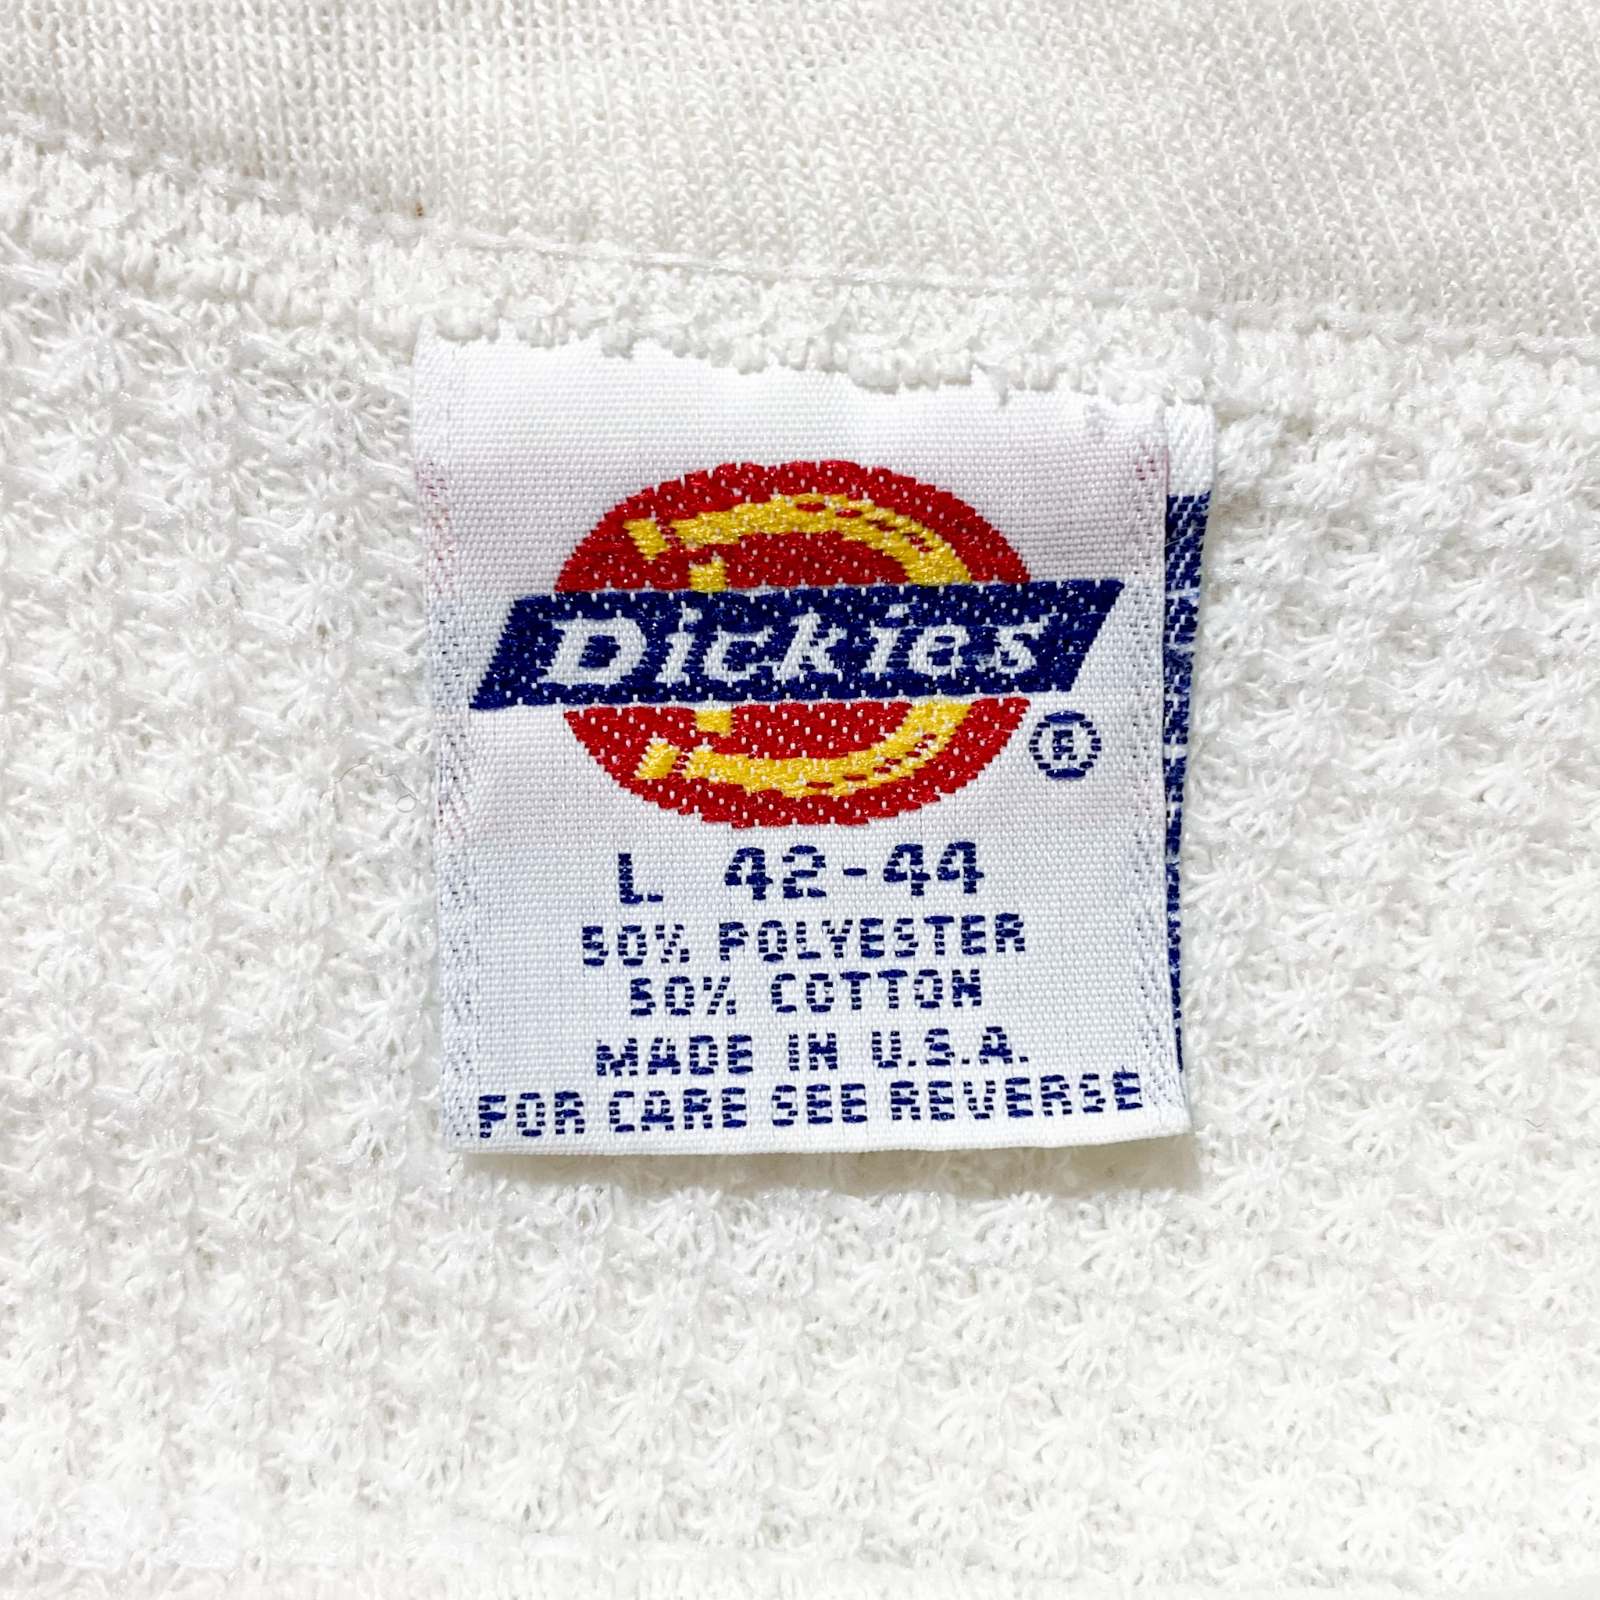 Dickies
®
L 42-44
50% POLYESTER
50% COTTON
MADE IN U.S.A.
FOR CARE SEE REVERSE